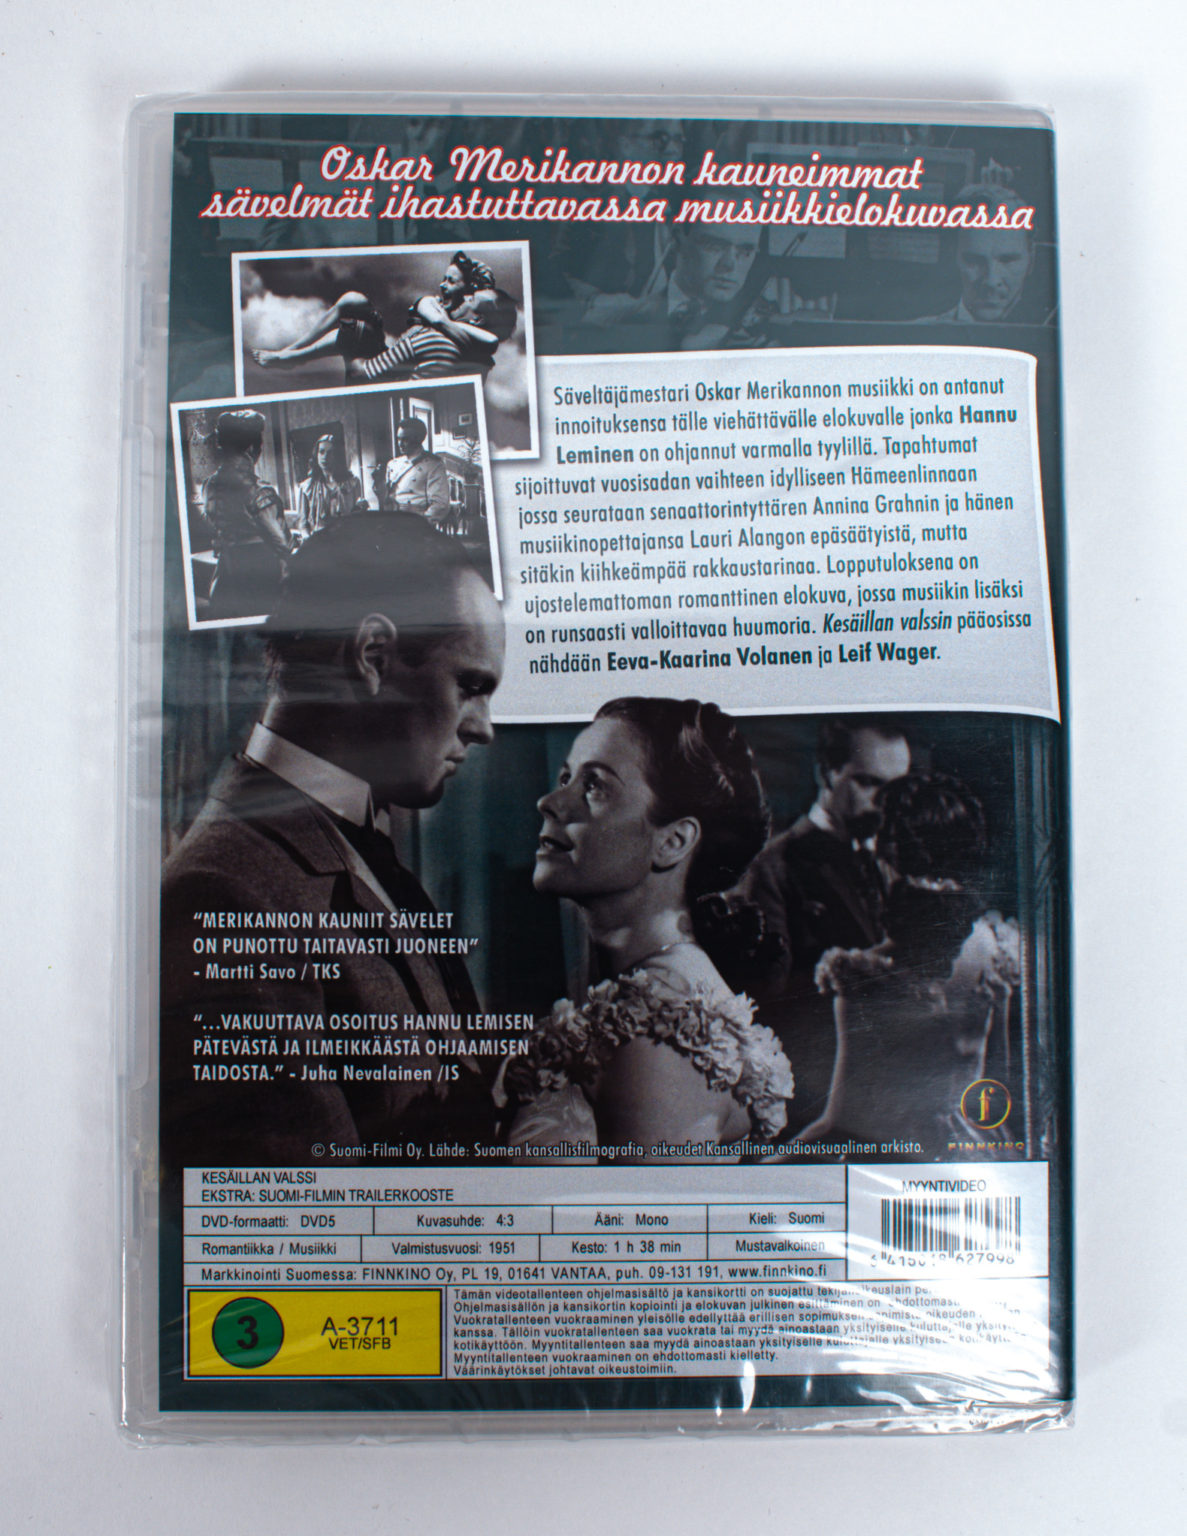 Oskar Merikannon kauneimmat
sävelmät ihastuttavassa musiikkielokuvassa
Säveltäjämestari Oskar Merikannon musiikki on antanut
innoituksensa tälle viehättävälle elokuvalle jonka Hannu
Leminen on ohjannut varmalla tyylillä. Tapahtumat
sijoittuvat vuosisadan vaihteen idylliseen Hämeenlinnaan
jossa seurataan senaattorintyttären Annina Grahnin ja hänen
musiikinopettajansa Lauri Alangon epäsäätyistä, mutta
sitäkin kiihkeämpää rakkaustarinaa. Lopputuloksena on
ujostelemattoman romanttinen elokuva, jossa musiikin lisäksi
on runsaasti valloittavaa huumoria. Kesäillan valssin pääosissa
nähdään Eeva-Kaarina Volanen ja Leif Wager.
"MERIKANNON KAUNIIT SÄVELET
ON PUNOTTU TAITAVASTI JUONEEN"
- Martti Savo / TKS
"...VAKUUTTAVA OSOITUS HANNU LEMISEN
PÄTEVÄSTÄ JA ILMEIKKÄÄSTÄ OHJAAMISEN
TAIDOSTA." - Juha Nevalainen /IS
f
FINNKINO
© Suomi-Filmi Oy. Lähde: Suomen kansallisfilmografia, oikeudet Kansallinen audiovisuaalinen arkisto.
KESÄILLAN VALSSI
EKSTRA: SUOMI-FILMIN TRAILERKOOSTE
MYYNTIVIDEO
DVD-formaatti: DVD5 Kuvasuhde: 4:3 Ääni: Mono Kieli: Suomi
Romantiikka / Musiikki Valmistusvuosi: 1951 Kesto: 1 h 38 min Mustavalkoinen
6 415018 627998
Markkinointi Suomessa: FINNKINO Oy, PL 19, 01641 VANTAA, puh. 09-131 191, www.finnkino.fi
3
A-3711
VET/SFB
Tämän videotallenteen ohjelmasisältö ja kansikortti on suojattu
Ohjelmasisällön ja kansikortin kopiointi ja elokuvan julkinen esittäminen on ehdottomasti
Vuokratallenteen vuokraaminen yleisölle edellyttää erillisen sopimuksen
kanssa. Tällöin vuokratallenteen saa vuokrata tai myydä ainoastaan yksityiselle
kotikäyttöön. Myyntitallenteen saa myydä ainoastaan yksityiselle
Myyntitallenteen vuokraaminen on ehdottomasti kielletty.
Väärinkäytökset johtavat oikeustoimiin.